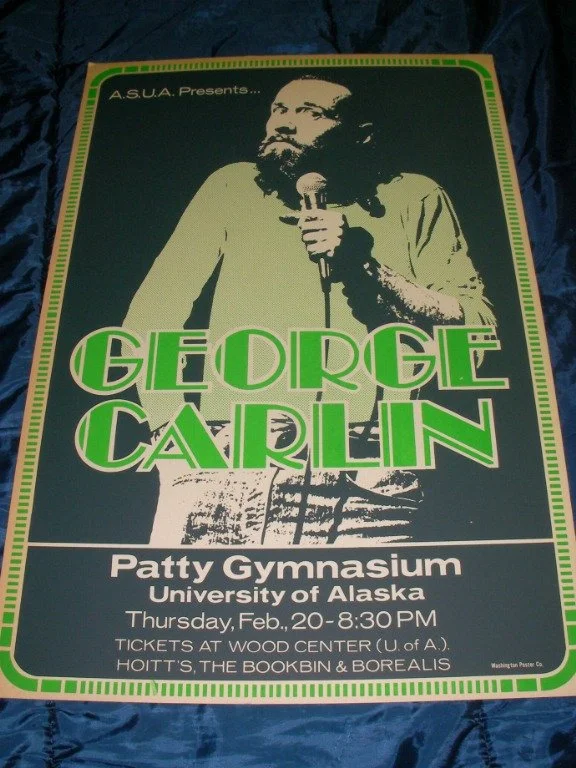 A.S.U.A. Presents...
GEORGE
CARLIN
Patty Gymnasium
University of Alaska
Thursday, Feb., 20-8:30 PM
TICKETS AT WOOD CENTER (U. of A.).
HOITT'S, THE BOOKBIN & BOREALIS
Washington Poster Co.